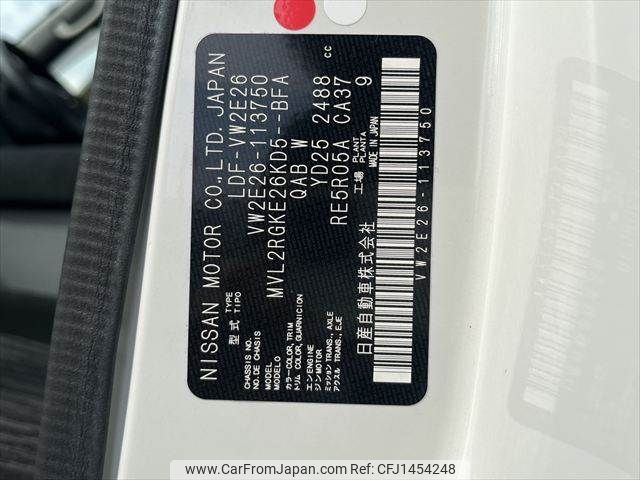 NISSAN MOTOR CO.,LTD. JAPAN
型式 TYPE TIPO LDF-VW2E26
CHASSIS NO. NO. DE CHASIS VW2E26-113750
MODEL MODELO MVL2RGKE26KD5--BFA
カラー COLOR, TRIM トリム COLOR, GUARNICION QAB W
エンジン ENGINE MOTOR YD25 2488 cc
ミッション TRANS., AXLE アクスル TRANS., EJE RE5R05A CA37
工場 PLANT PLANTA 9
日産自動車株式会社 MADE IN JAPAN
VW2E26-113750
www.CarFromJapan.com - CFJ1454248